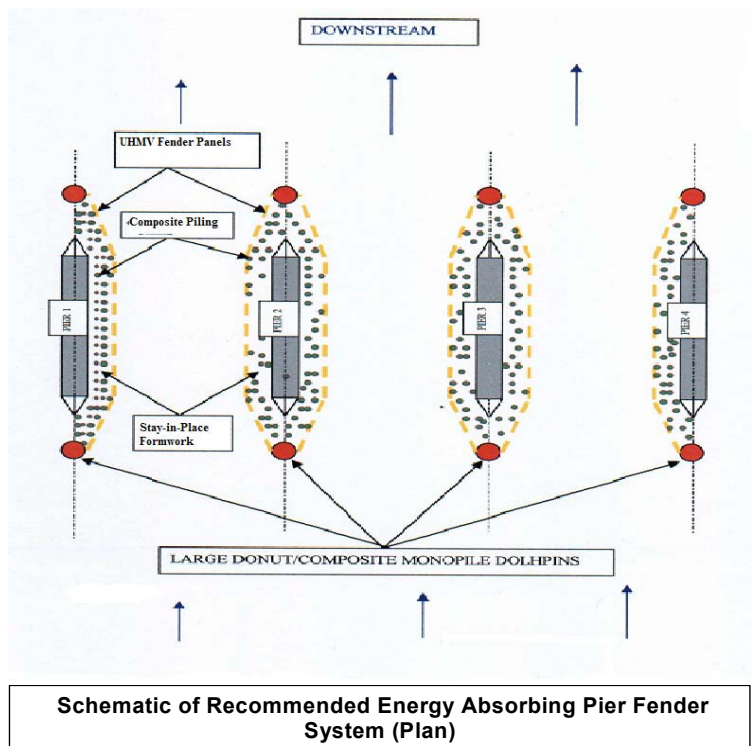 DOWNSTREAM
UHMV Fender Panels
Composite Piling
PIER 1
PIER 2
PIER 3
PIER 4
Stay-in-Place
Formwork
LARGE DONUT/COMPOSITE MONOPILE DOLHPINS
Schematic of Recommended Energy Absorbing Pier Fender
System (Plan)